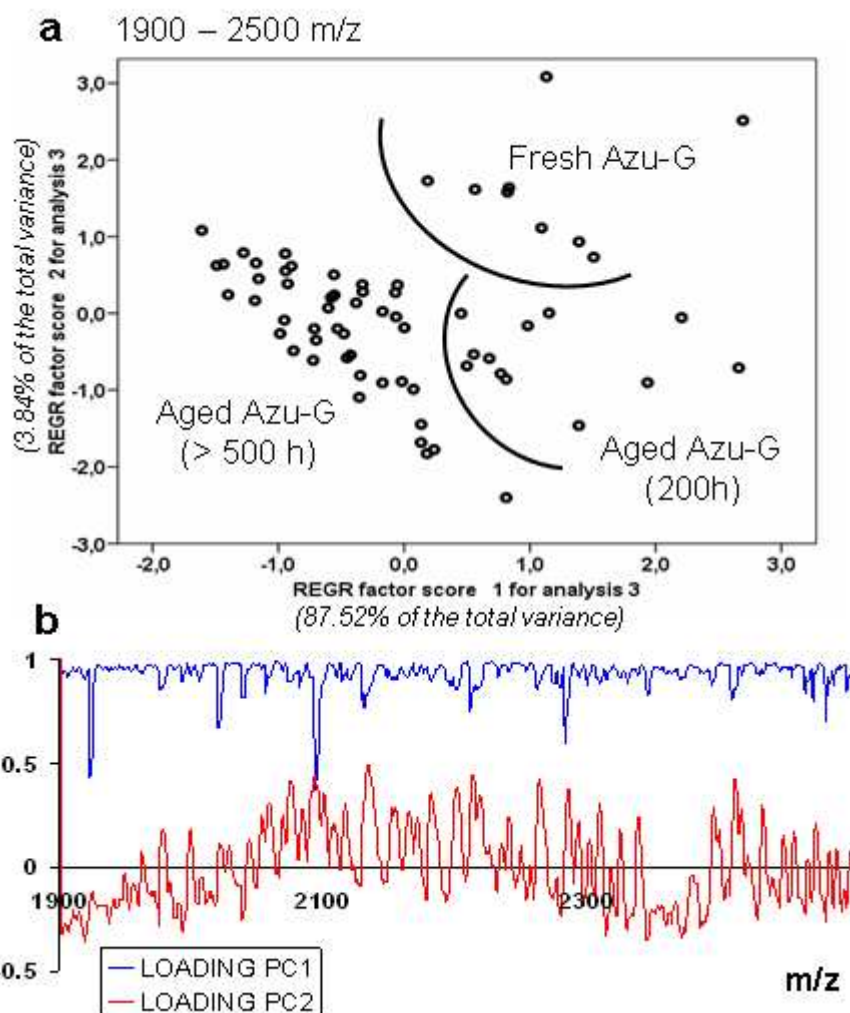 a 1900 – 2500 m/z
3,0
2,0
1,0
0,0
-1,0
-2,0
-3,0
(3.84% of the total variance)
REGR factor score 2 for analysis 3
Fresh Azu-G
Aged Azu-G
(> 500 h)
Aged Azu-G
(200h)
-2,0 -1,0 0,0 1,0 2,0 3,0
REGR factor score 1 for analysis 3
(87.52% of the total variance)
b
1
0.5
0
1900 2100 2300
0.5
LOADING PC1
LOADING PC2
m/z